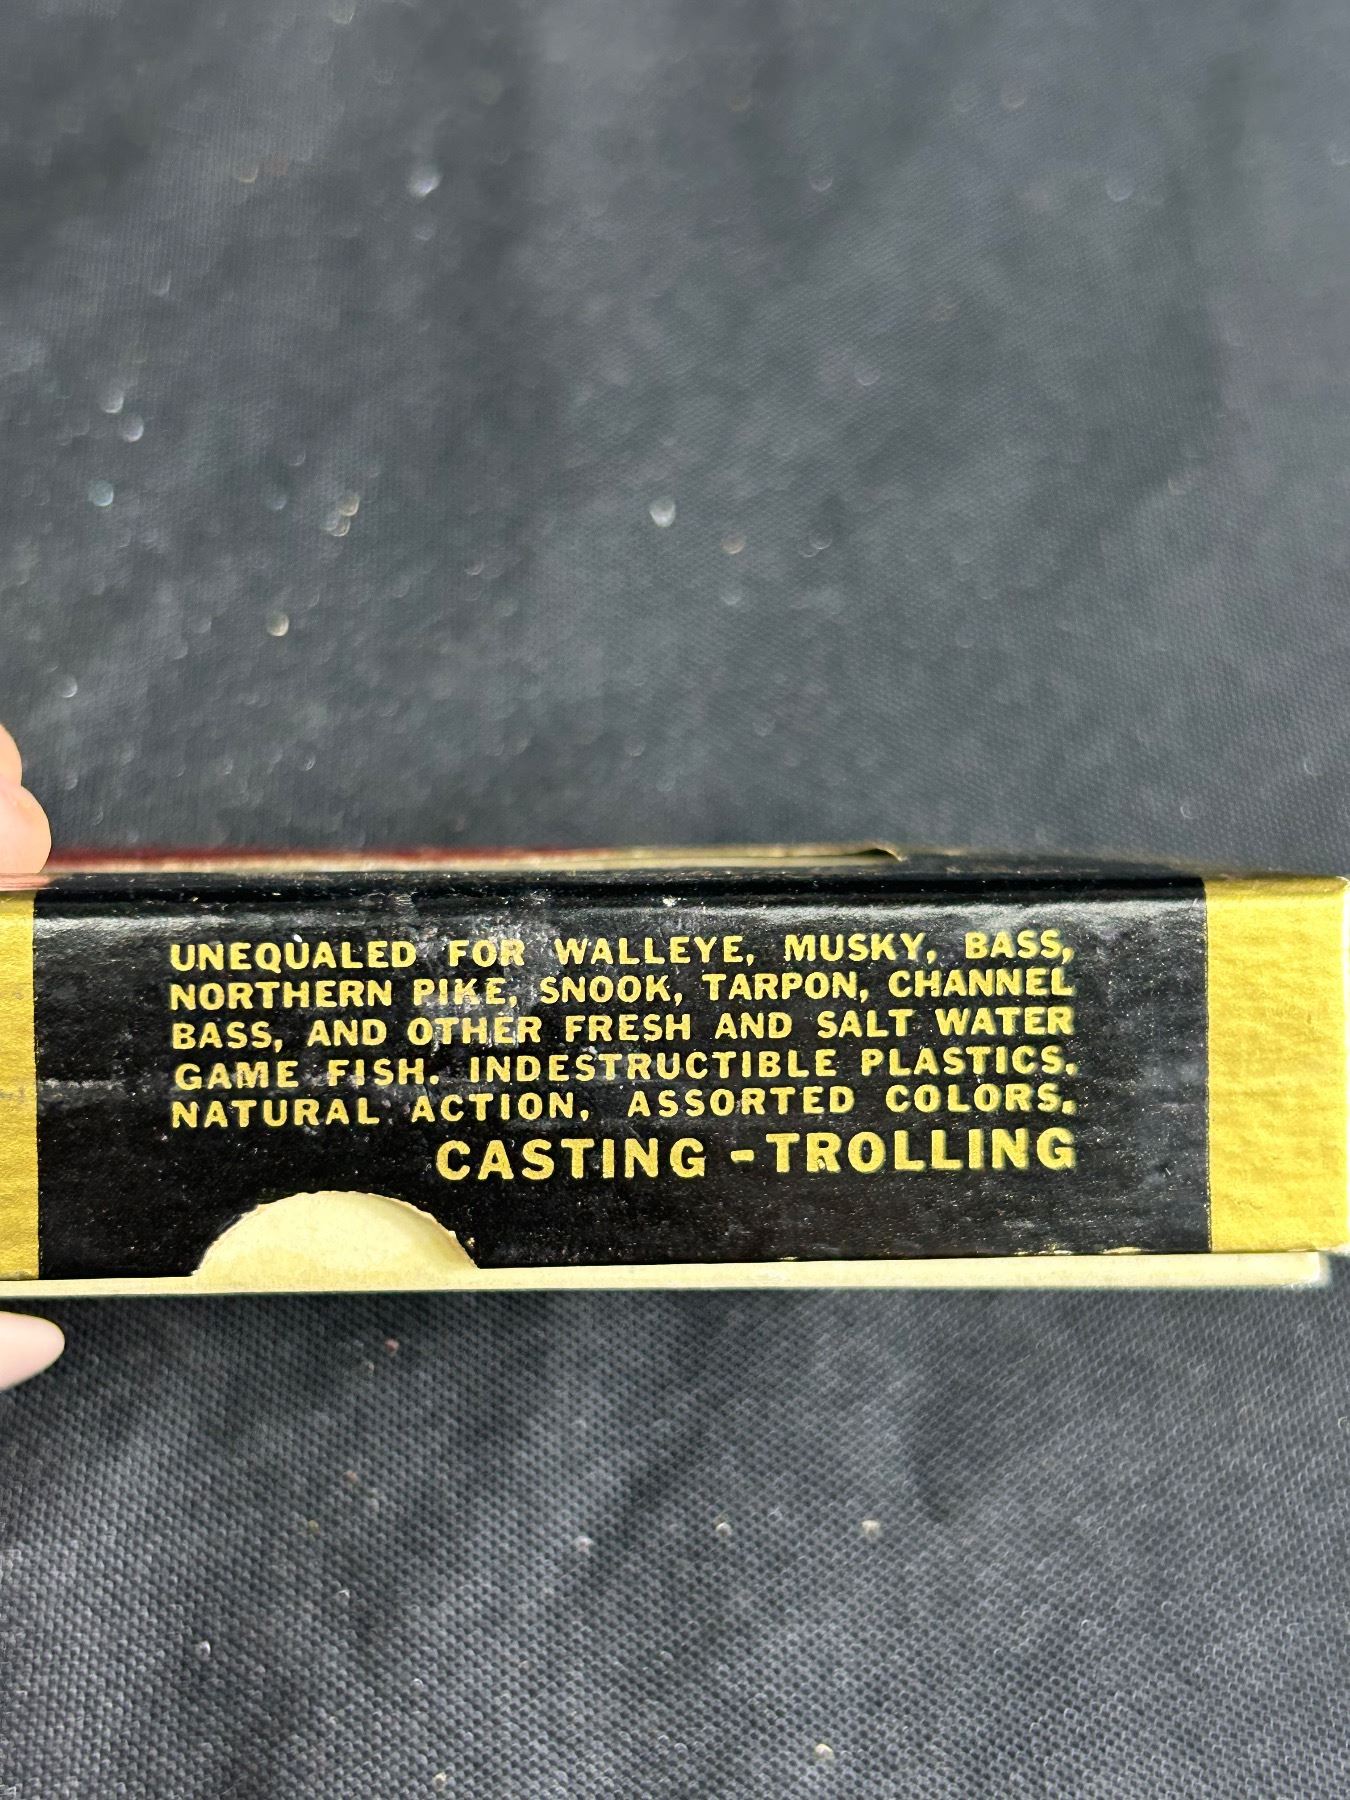 UNEQUALED FOR WALLEYE, MUSKY, BASS,
NORTHERN PIKE, SNOOK, TARPON, CHANNEL
BASS, AND OTHER FRESH AND SALT WATER
GAME FISH. INDESTRUCTIBLE PLASTICS.
NATURAL ACTION. ASSORTED COLORS.
CASTING - TROLLING